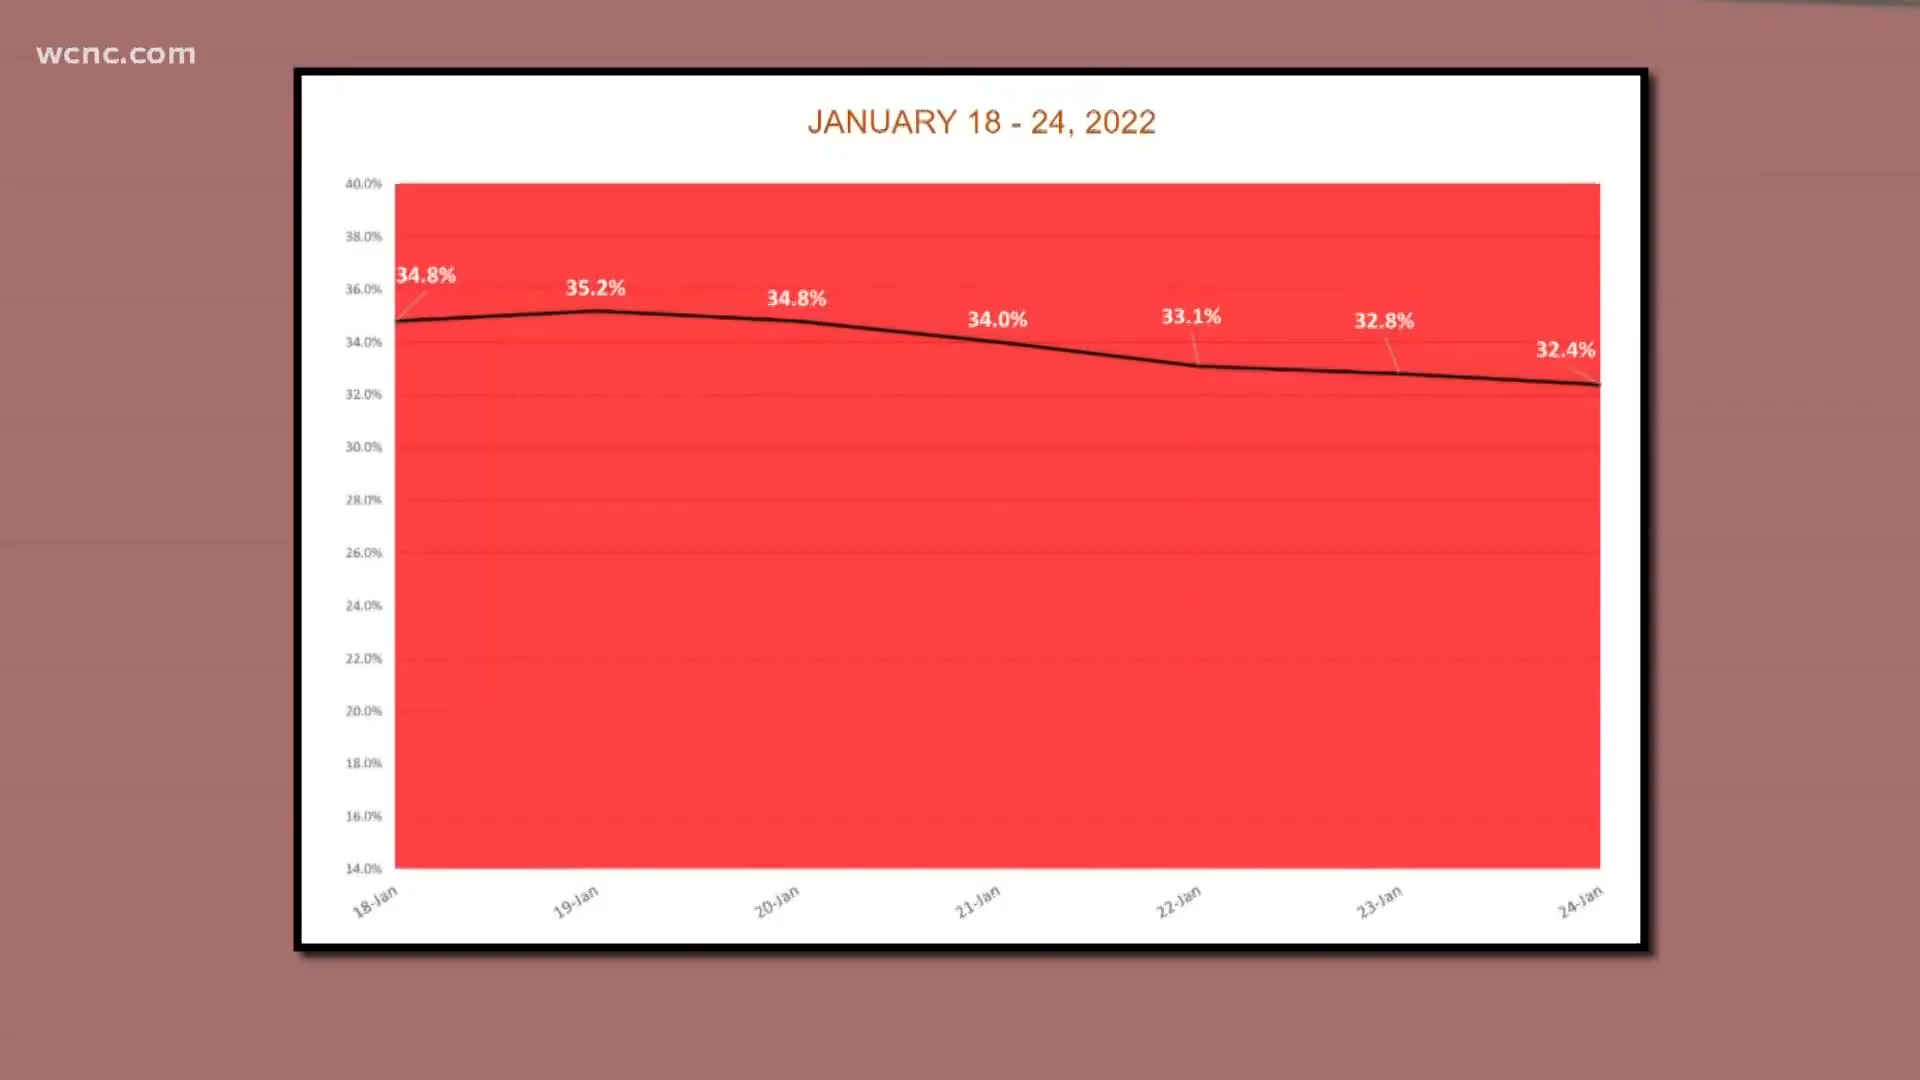 wcnc.com
JANUARY 18 - 24, 2022
40.0%
38.0%
36.0%
34.0%
32.0%
30.0%
28.0%
26.0%
24.0%
22.0%
20.0%
18.0%
16.0%
14.0%
34.8%
35.2%
34.8%
34.0%
33.1%
32.8%
32.4%
18-Jan
19-Jan
20-Jan
21-Jan
22-Jan
23-Jan
24-Jan